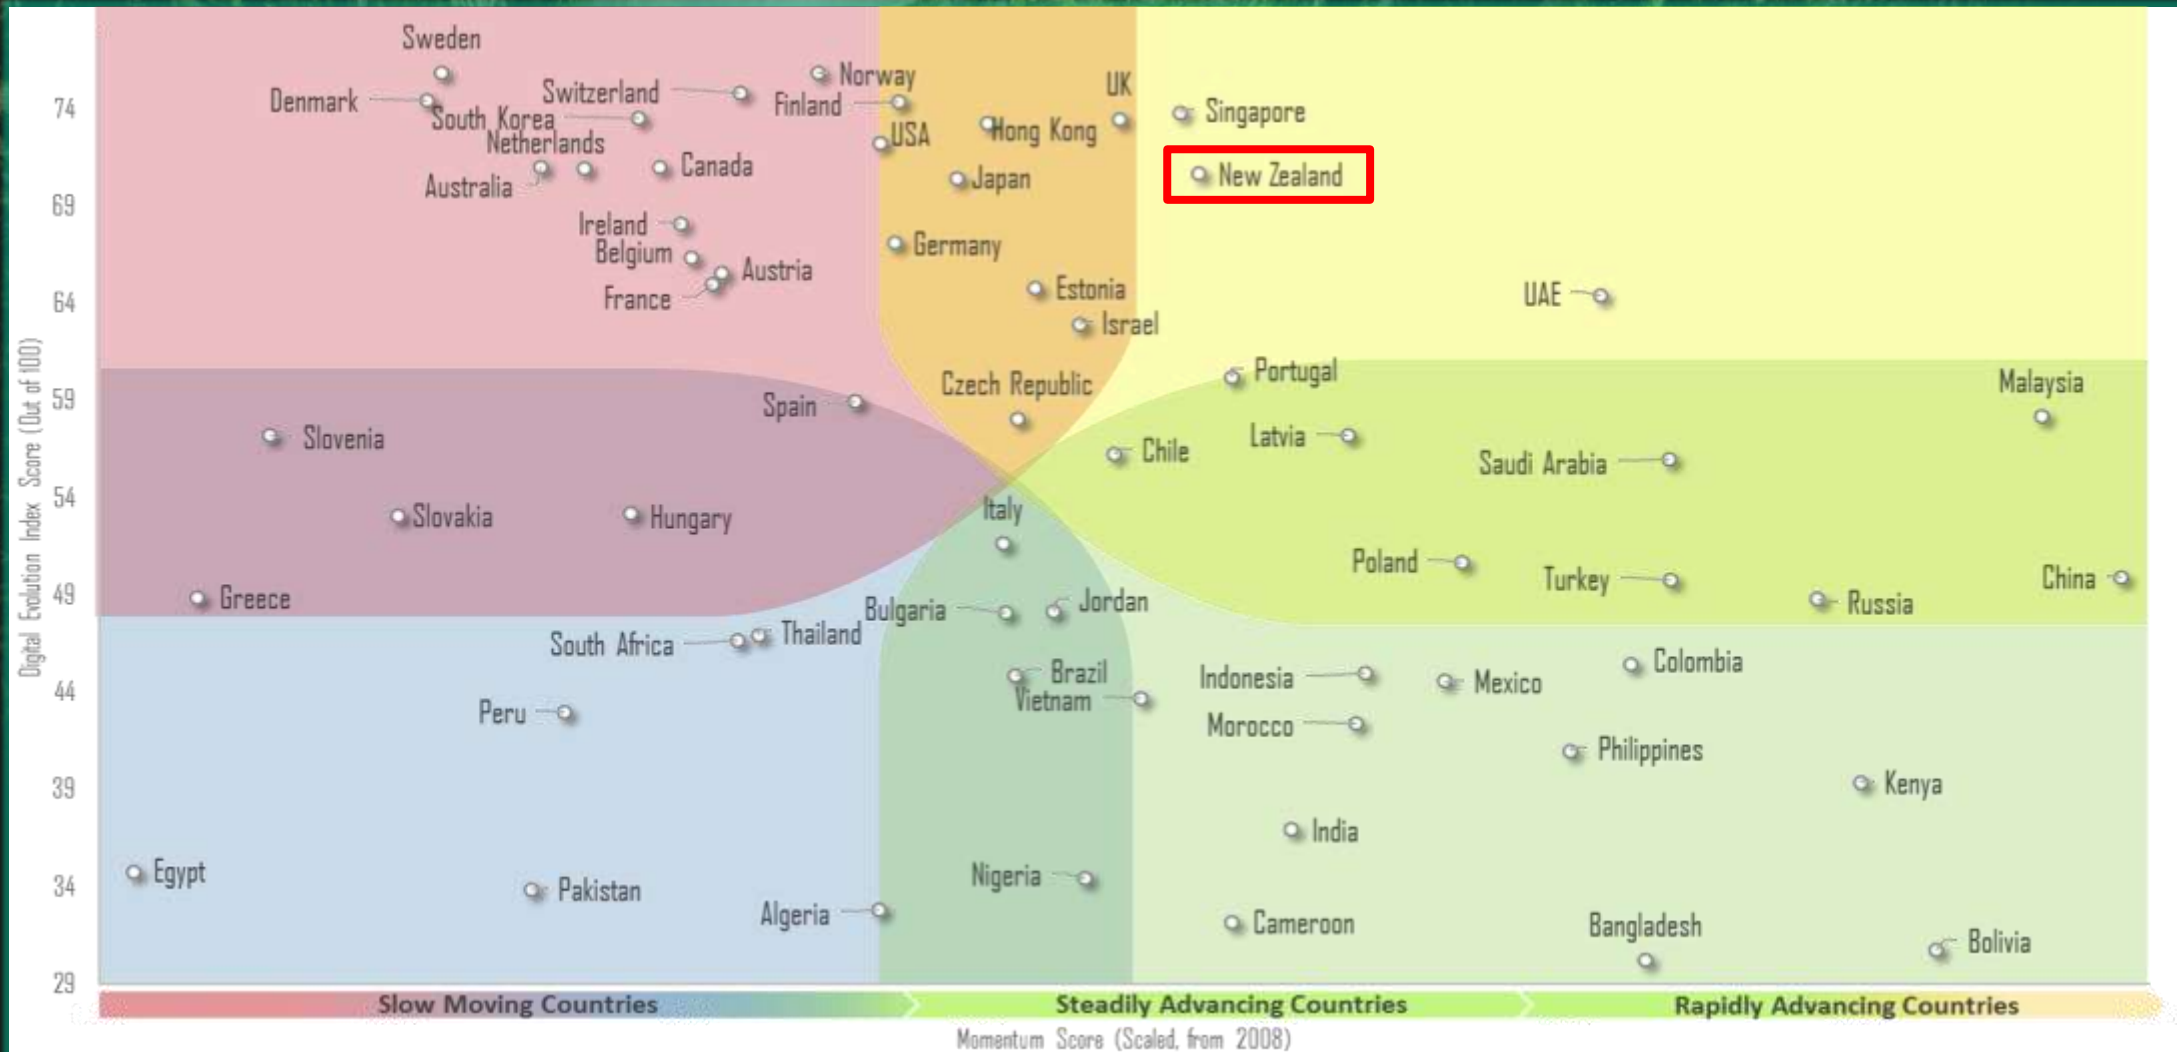 Sweden
Norway
UK
Switzerland
Denmark
Finland
74
Singapore
South Korea
USA
Hong Kong
Netherlands
Canada
New Zealand
Japan
Australia
69
Ireland
Germany
Belgium
Austria
Estonia
UAE
France
64
Israel
Portugal
Malaysia
Czech Republic
59
Spain
Latvia
Slovenia
Chile
Saudi Arabia
54
Italy
Slovakia
Hungary
Poland
Turkey
China
49
Greece
Jordan
Russia
Bulgaria
Thailand
South Africa
Colombia
Brazil
Indonesia
Mexico
44
Vietnam
Peru
Morocco
Philippines
39
Kenya
India
Egypt
Nigeria
34
Pakistan
Algeria
Cameroon
Bangladesh
Bolivia
29
Digital Evolution Index Score (Out of 100)
Slow Moving Countries
Steadily Advancing Countries
Rapidly Advancing Countries
Momentum Score (Scaled, from 2008)